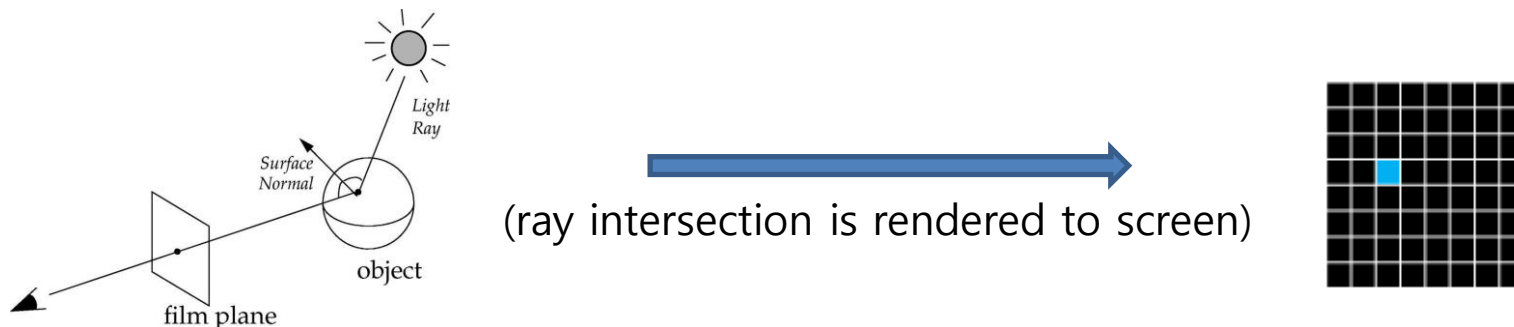 Light
Ray
Surface
Normal
object
film plane
(ray intersection is rendered to screen)